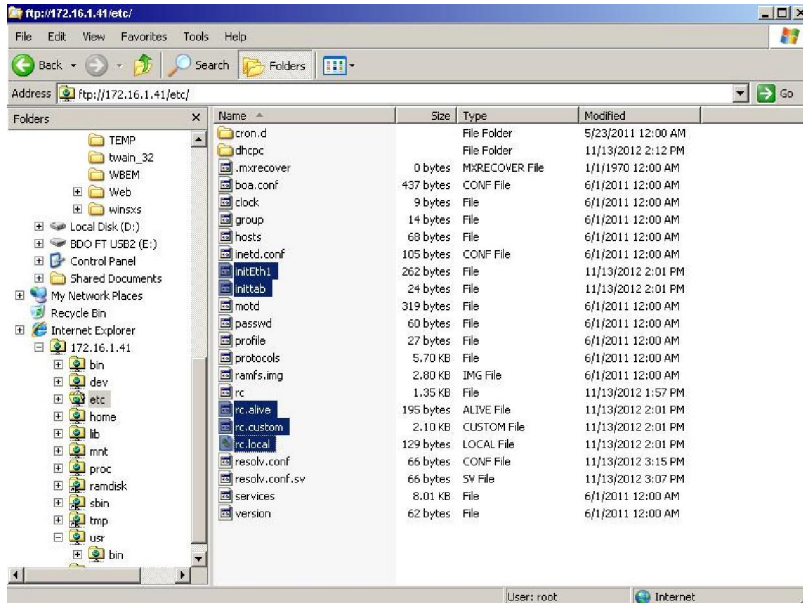 ftp://172.16.1.41/etc/
File Edit View Favorites Tools Help
Back Search Folders
Address ftp://172.16.1.41/etc/ Go
Folders
TEMP
twain_32
WBEM
Web
winsxs
Local Disk (D:)
BDO FT USB2 (E:)
Control Panel
Shared Documents
My Network Places
Recycle Bin
Internet Explorer
172.16.1.41
bin
dev
etc
home
lib
mnt
proc
ramdisk
sbin
tmp
usr
bin
Name Size Type Modified
cron.d File Folder 5/23/2011 12:00 AM
dhcpc File Folder 11/13/2012 2:12 PM
.mxrecover 0 bytes MXRECOVER File 1/1/1970 12:00 AM
boa.conf 437 bytes CONF File 6/1/2011 12:00 AM
clock 9 bytes File 6/1/2011 12:00 AM
group 14 bytes File 6/1/2011 12:00 AM
hosts 68 bytes File 6/1/2011 12:00 AM
inetd.conf 105 bytes CONF File 6/1/2011 12:00 AM
initEth1 262 bytes File 11/13/2012 2:01 PM
inittab 24 bytes File 11/13/2012 2:01 PM
motd 319 bytes File 6/1/2011 12:00 AM
passwd 60 bytes File 6/1/2011 12:00 AM
profile 27 bytes File 6/1/2011 12:00 AM
protocols 5.70 KB File 6/1/2011 12:00 AM
ramfs.img 2.80 KB IMG File 6/1/2011 12:00 AM
rc 1.35 KB File 11/13/2012 1:57 PM
rc.alive 195 bytes ALIVE File 11/13/2012 2:01 PM
rc.custom 2.10 KB CUSTOM File 11/13/2012 2:01 PM
rc.local 129 bytes LOCAL File 11/13/2012 2:01 PM
resolv.conf 66 bytes CONF File 11/13/2012 3:15 PM
resolv.conf.sv 66 bytes SV File 11/13/2012 3:07 PM
services 8.01 KB File 6/1/2011 12:00 AM
version 62 bytes File 6/1/2011 12:00 AM
User: root Internet